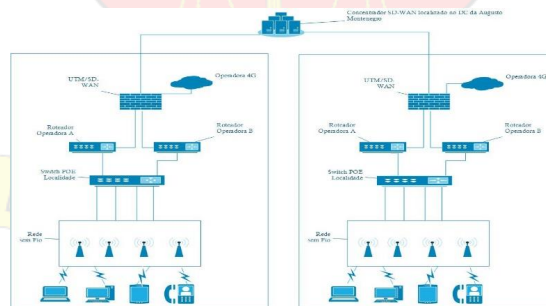 Concentrador SD-WAN localizado no DC da Augusto
Montenegro
UTM/SD-
WAN
Operadora 4G
Roteador
Operadora A
Roteador
Operadora B
Switch POE
Localidade
Rede
sem Fio
UTM/SD-
WAN
Operadora 4G
Roteador
Operadora A
Roteador
Operadora B
Switch POE
Localidade
Rede
sem Fio